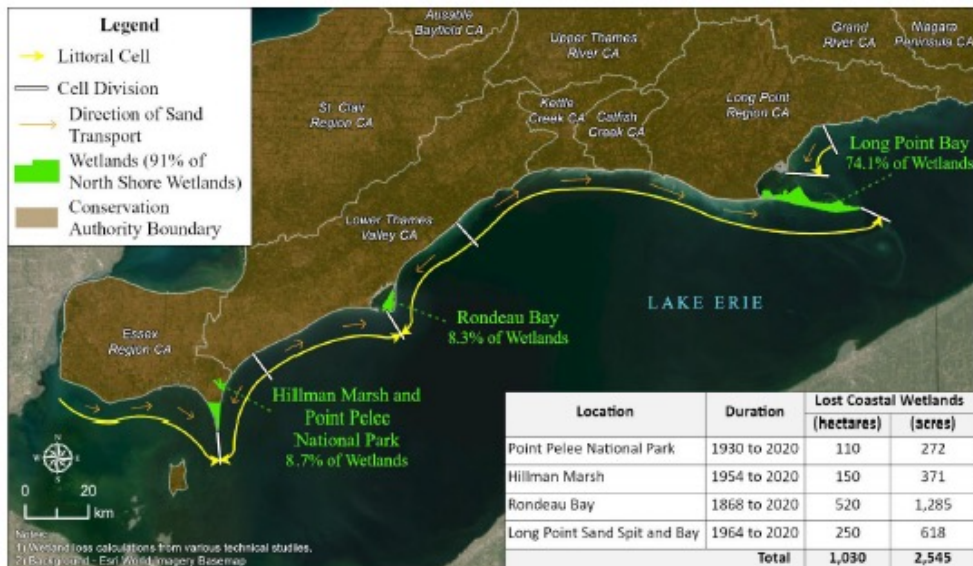 Legend
Littoral Cell
Cell Division
Direction of Sand
Transport
Wetlands (91% of
North Shore Wetlands)
Conservation
Authority Boundary
Ausable
Bayfield CA
Upper Thames
River CA
Grand
River CA
Niagara
Peninsula CA
St. Clair
Region CA
Kettle
Creek CA
Catfish
Creek CA
Long Point
Region CA
Long Point Bay
74.1% of Wetlands
Lower Thames
Valley CA
LAKE ERIE
Rondeau Bay
8.3% of Wetlands
Essex
Region CA
Hillman Marsh and
Point Pelee
National Park
8.7% of Wetlands
N
W E
S
0 20
km
Notes:
1) Wetland loss calculations from various technical studies.
2) Background - Esri World Imagery Basemap
Location Duration Lost Coastal Wetlands
(hectares) (acres)
Point Pelee National Park 1930 to 2020 110 272
Hillman Marsh 1954 to 2020 150 371
Rondeau Bay 1868 to 2020 520 1,285
Long Point Sand Spit and Bay 1964 to 2020 250 618
Total 1,030 2,545